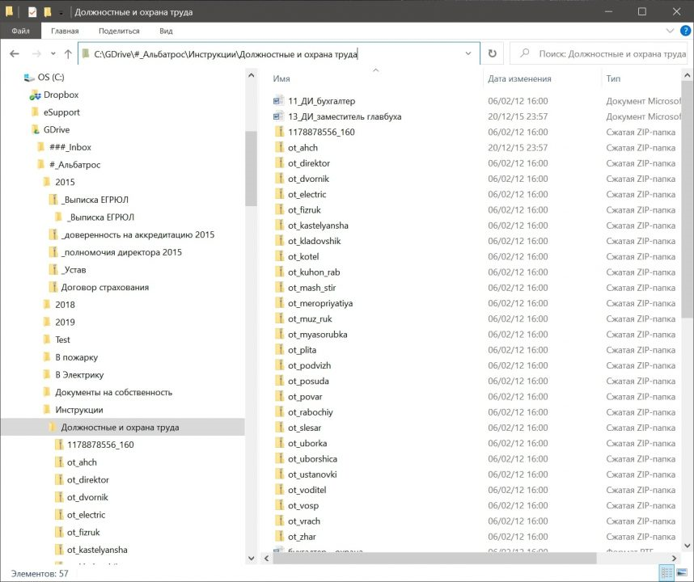 Должностные и охрана труда
Файл Главная Поделиться Вид
C:\GDrive\#_Альбатрос\Инструкции\Должностные и охрана труда
Поиск: Должностные и охрана труда
OS (C:)
Dropbox
eSupport
GDrive
###_Inbox
#_Альбатрос
2015
_Выписка ЕГРЮЛ
_Выписка ЕГРЮЛ
_доверенность на аккредитацию 2015
_полномочия директора 2015
_Устав
Договор страхования
2018
2019
Test
В пожарку
В Электрику
Документы на собственность
Инструкции
Должностные и охрана труда
1178878556_160
ot_ahch
ot_direktor
ot_dvornik
ot_electric
ot_fizruk
ot_kastelyansha
Имя Дата изменения Тип
11_ДИ_бухгалтер 06/02/12 16:00 Документ Microsof
13_ДИ_заместитель главбуха 20/12/15 23:57 Документ Microsof
1178878556_160 06/02/12 16:00 Сжатая ZIP-папка
ot_ahch 20/12/15 23:57 Сжатая ZIP-папка
ot_direktor 06/02/12 16:00 Сжатая ZIP-папка
ot_dvornik 06/02/12 16:00 Сжатая ZIP-папка
ot_electric 06/02/12 16:00 Сжатая ZIP-папка
ot_fizruk 06/02/12 16:00 Сжатая ZIP-папка
ot_kastelyansha 06/02/12 16:00 Сжатая ZIP-папка
ot_kladovshik 06/02/12 16:00 Сжатая ZIP-папка
ot_kotel 06/02/12 16:00 Сжатая ZIP-папка
ot_kuhon_rab 06/02/12 16:00 Сжатая ZIP-папка
ot_mash_stir 06/02/12 16:00 Сжатая ZIP-папка
ot_meropriyatiya 06/02/12 16:00 Сжатая ZIP-папка
ot_muz_ruk 06/02/12 16:00 Сжатая ZIP-папка
ot_myasorubka 06/02/12 16:00 Сжатая ZIP-папка
ot_plita 06/02/12 16:00 Сжатая ZIP-папка
ot_podvizh 06/02/12 16:00 Сжатая ZIP-папка
ot_posuda 06/02/12 16:00 Сжатая ZIP-папка
ot_povar 06/02/12 16:00 Сжатая ZIP-папка
ot_rabochiy 06/02/12 16:00 Сжатая ZIP-папка
ot_slesar 06/02/12 16:00 Сжатая ZIP-папка
ot_uborka 06/02/12 16:00 Сжатая ZIP-папка
ot_uborshica 06/02/12 16:00 Сжатая ZIP-папка
ot_ustanovki 06/02/12 16:00 Сжатая ZIP-папка
ot_voditel 06/02/12 16:00 Сжатая ZIP-папка
ot_vosp 06/02/12 16:00 Сжатая ZIP-папка
ot_vrach 06/02/12 16:00 Сжатая ZIP-папка
ot_zhar 06/02/12 16:00 Сжатая ZIP-папка
Элементов: 57